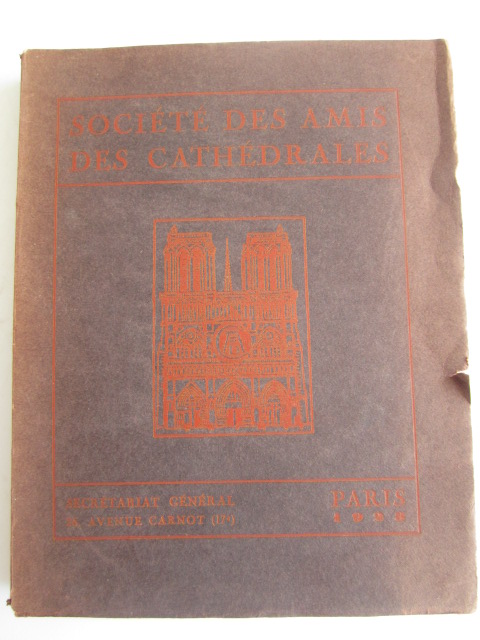 SOCIÉTÉ DES AMIS
DES CATHÉDRALES
SECRÉTARIAT GÉNÉRAL
AVENUE CARNOT (17e)
PARIS